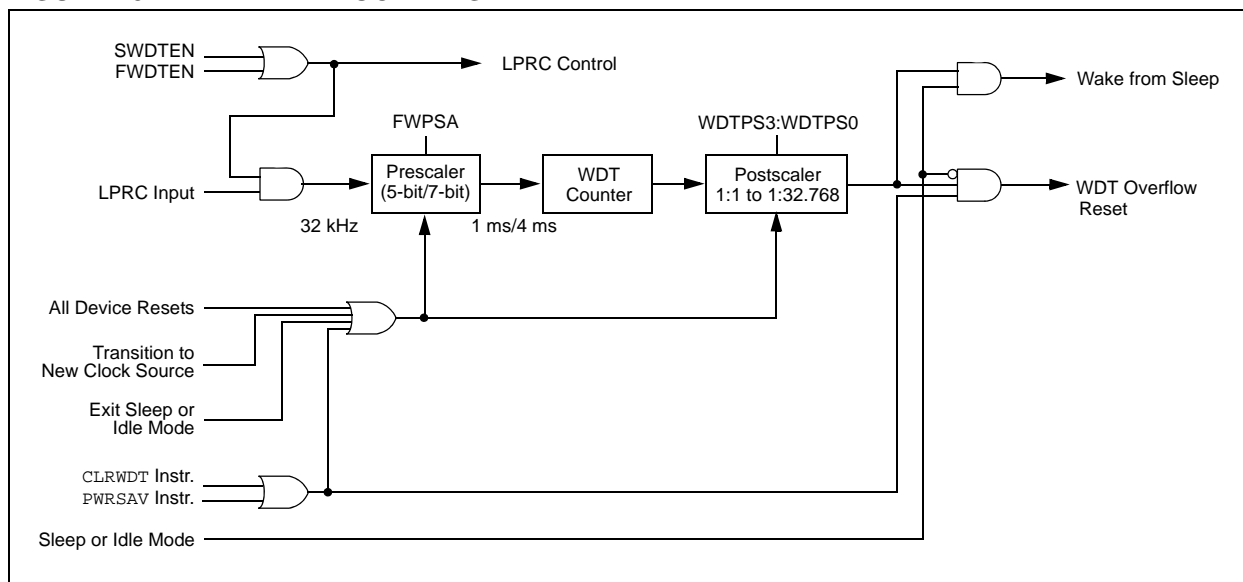 SWDTEN
FWDTEN
LPRC Control
Wake from Sleep
FWPSA
WDTPS3:WDTPS0
LPRC Input
Prescaler
(5-bit/7-bit)
WDT
Counter
Postscaler
1:1 to 1:32.768
WDT Overflow
Reset
32 kHz
1 ms/4 ms
All Device Resets
Transition to
New Clock Source
Exit Sleep or
Idle Mode
CLRWDT Instr.
PWRSAV Instr.
Sleep or Idle Mode